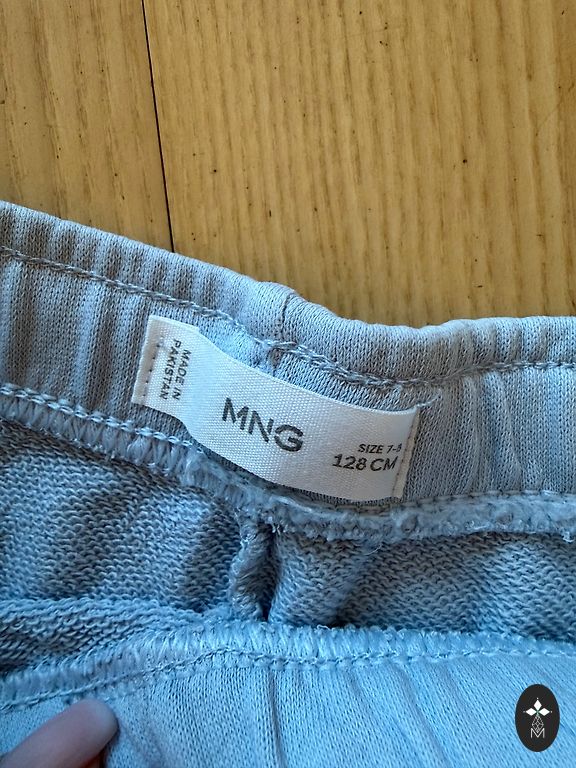 MADE IN
PAKISTAN
MNG
SIZE 7-8
128 CM
M